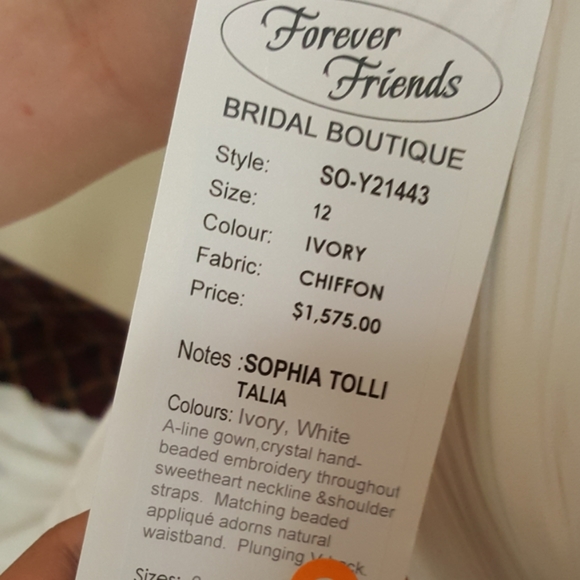 Forever
Friends
BRIDAL BOUTIQUE
Style: SO-Y21443
Size: 12
Colour: IVORY
Fabric: CHIFFON
Price: $1,575.00
Notes :SOPHIA TOLLI
TALIA
Colours: Ivory, White
A-line gown,crystal hand-
beaded embroidery throughout
sweetheart neckline &shoulder
straps. Matching beaded
appliqué adorns natural
waistband. Plunging
Sizes: